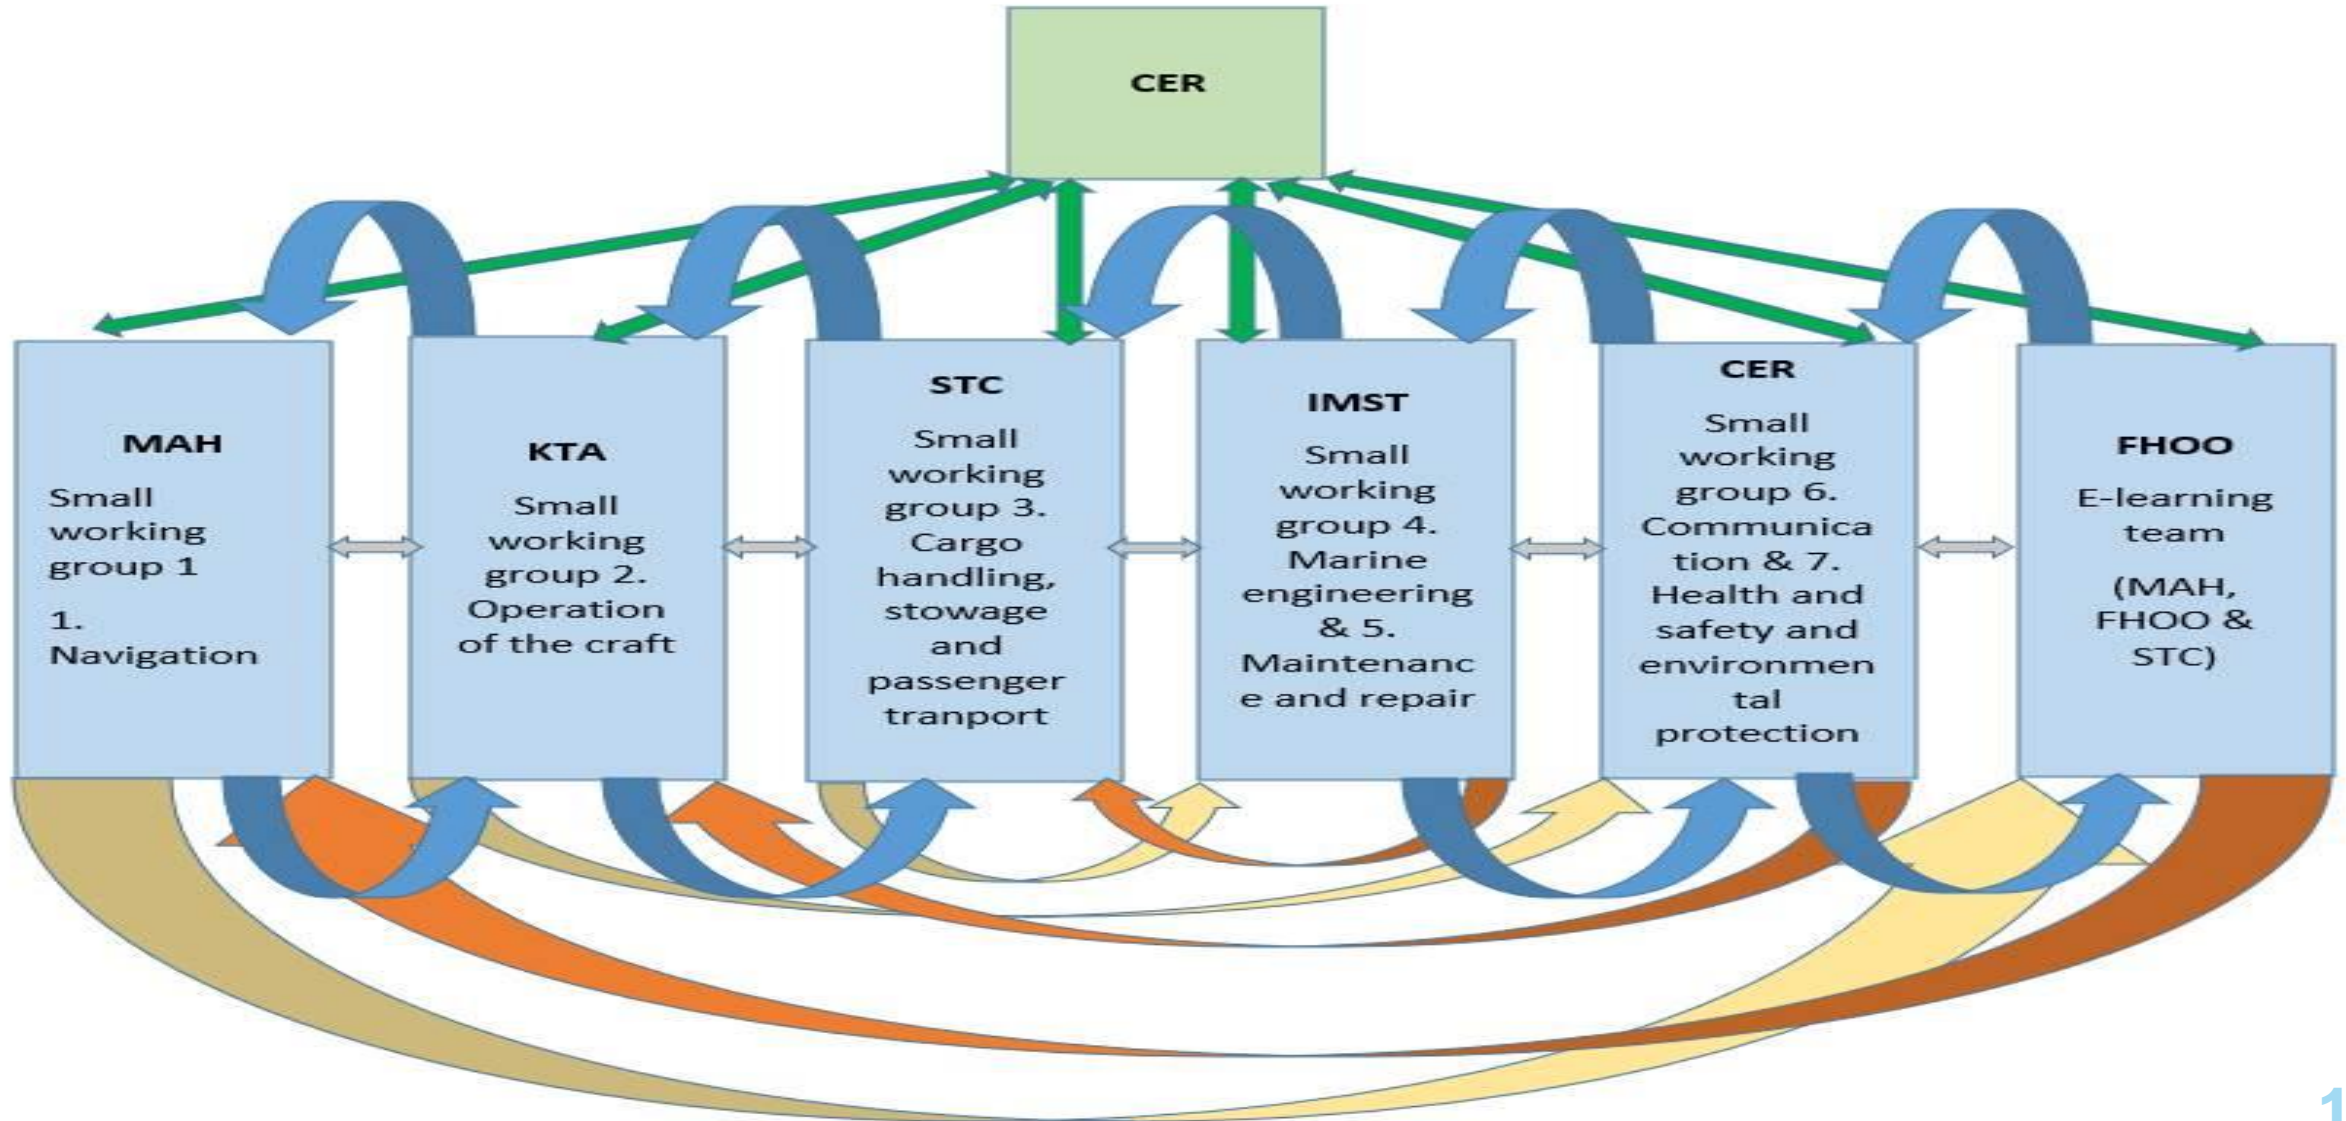 CER
MAH
Small
working
group 1
1.
Navigation
KTA
Small
working
group 2.
Operation
of the craft
STC
Small
working
group 3.
Cargo
handling,
stowage
and
passenger
tranport
IMST
Small
working
group 4.
Marine
engineering
& 5.
Maintenanc
e and repair
CER
Small
working
group 6.
Communica
tion & 7.
Health and
safety and
environmen
tal
protection
FHOO
E-learning
team
(MAH,
FHOO &
STC)
1